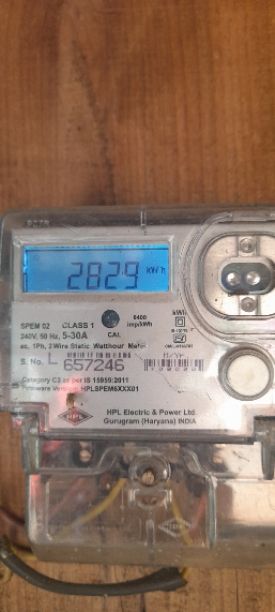 2829 kWh
SPEM 02 CLASS 1
240V, 50 Hz, 5-30A CAL
6400 imp/kWh
ac, 1Ph, 2Wire Static Watthour Meter
S. No. L 657246
Category C2 as per IS 15959:2011
Firmware Version: HPLSPEM6XXX01
HPL
HPL Electric & Power Ltd.
Gurugram (Haryana) INDIA